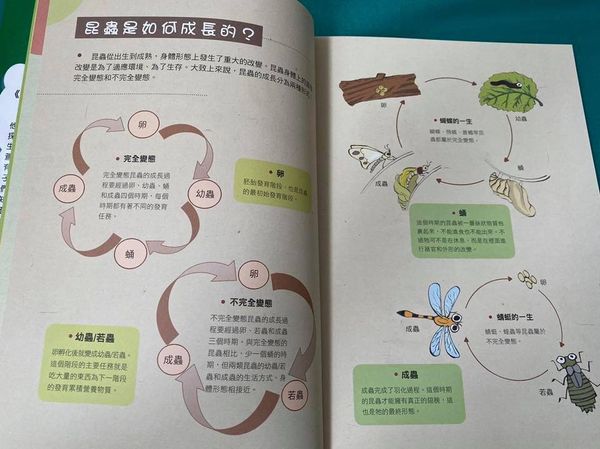 昆蟲是如何成長的？
• 昆蟲從出生到成熟，身體形態上發生了重大的改變。昆蟲身體上的
改變是為了適應環境、為了生存。大致上來說，昆蟲的成長分為兩種形式，
完全變態和不完全變態。
卵
• 完全變態
完全變態昆蟲的成長過
程要經過卵、幼蟲、蛹
和成蟲四個時期，每個
時期都有著不同的發育
任務。
成蟲
幼蟲
蛹
• 卵
胚胎發育階段，也是昆蟲
的最初始發育階段。
卵
• 不完全變態
不完全變態昆蟲的成長過程
要經過卵、若蟲和成蟲
三個時期，與完全變態的
昆蟲相比，少一個蛹的時
期，但兩類昆蟲的幼蟲/若
蟲和成蟲的生活方式、身
體形態相接近。
成蟲
若蟲
• 幼蟲/若蟲
卵孵化後就變成幼蟲/若蟲。
這個階段的主要任務就是
吃大量的東西為下一階段
的發育累積營養物質。
卵
幼蟲
• 蝴蝶的一生
蝴蝶、飛蛾、蒼蠅等昆
蟲都屬於完全變態。
蛹
成蟲
• 蛹
這個時期的昆蟲被一層絲狀物質包
裹起來，不能進食也不能出來。不
過牠可不是在休息，而是在裡面進
行器官和外形的改變。
卵
• 蜻蜓的一生
蜻蜓、蝗蟲等昆蟲屬於
不完全變態。
成蟲
若蟲
• 成蟲
成蟲完成了羽化過程。這個時期
的昆蟲才能擁有真正的翅膀，這
也是牠的最終形態。